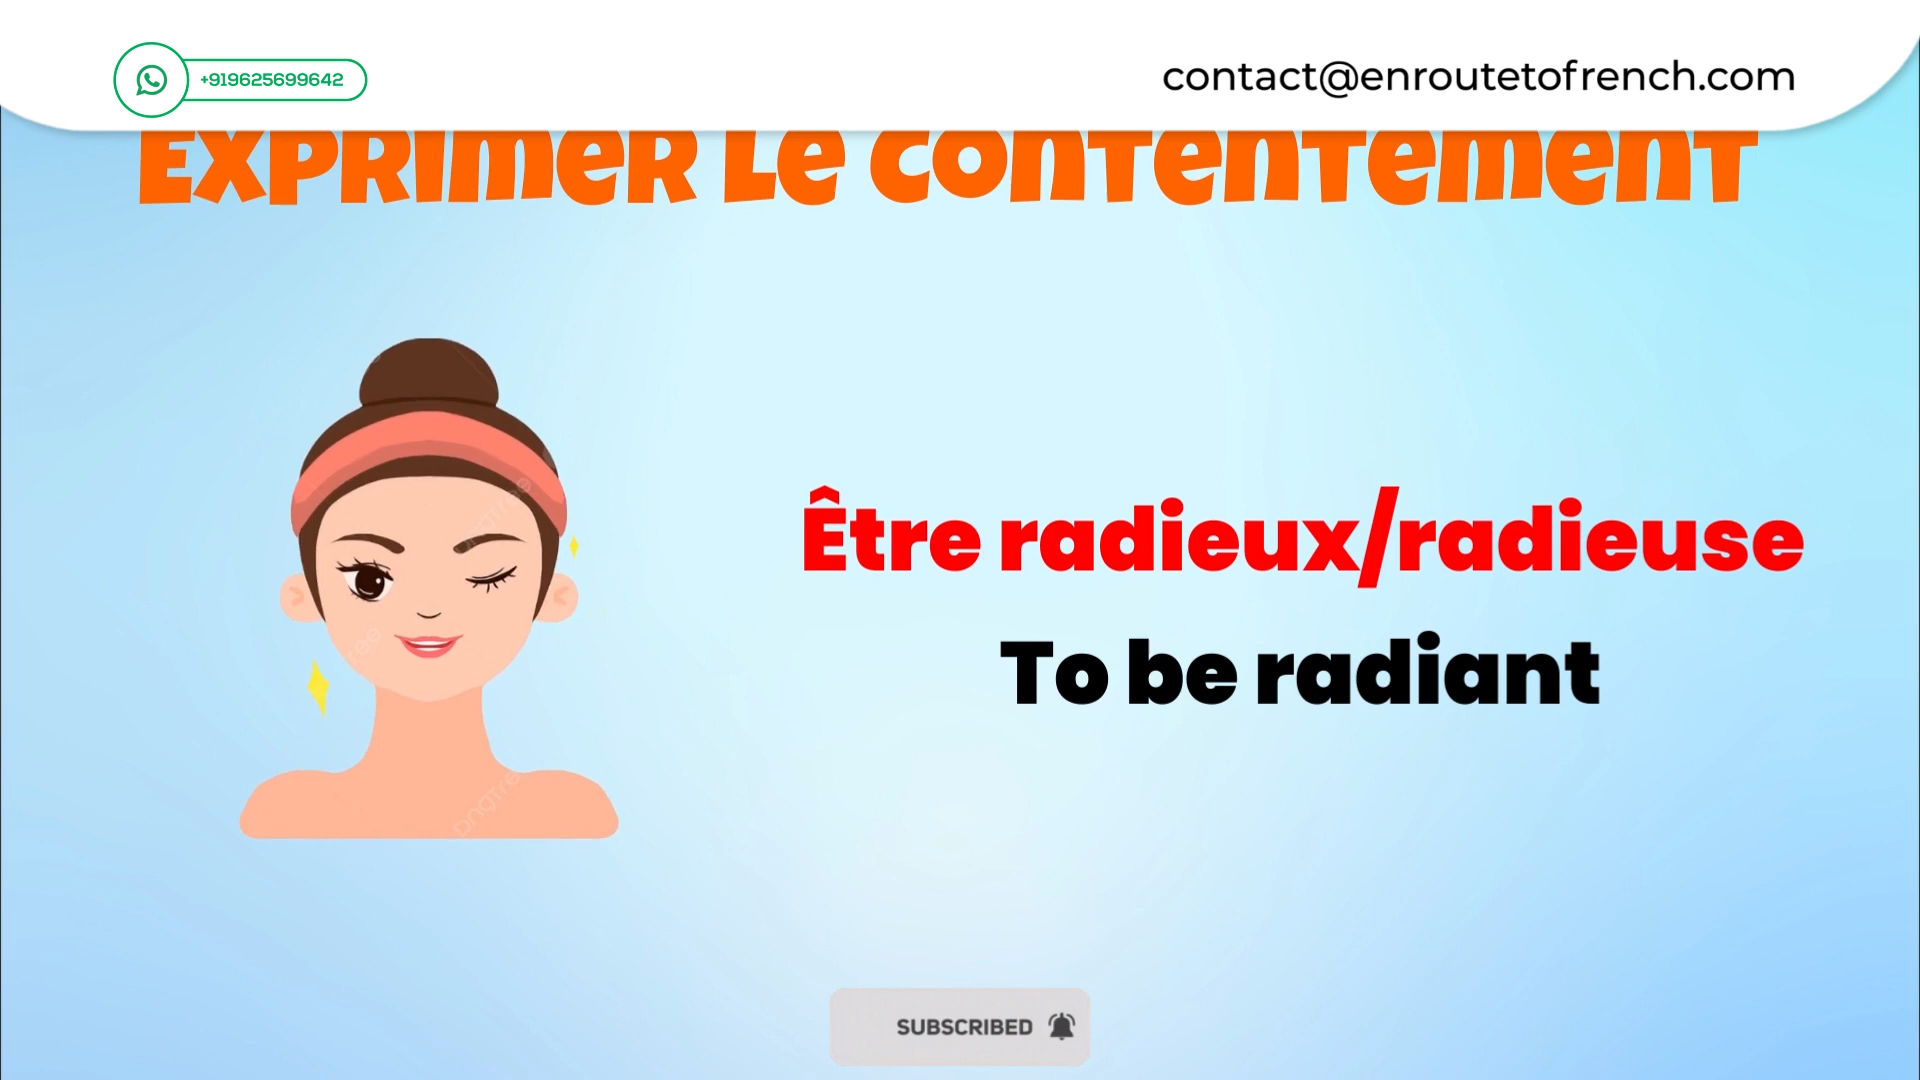 +919625699642
contact@enroutetofrench.com
EXPRIMER LE CONTENTEMENT
Être radieux/radieuse
To be radiant
SUBSCRIBED